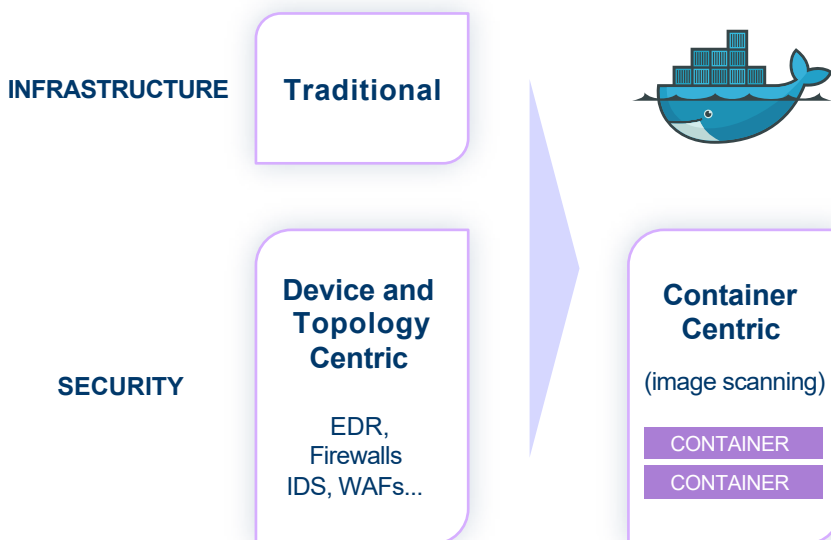 INFRASTRUCTURE
Traditional
SECURITY
Device and
Topology
Centric
EDR,
Firewalls
IDS, WAFs...
Container
Centric
(image scanning)
CONTAINER
CONTAINER